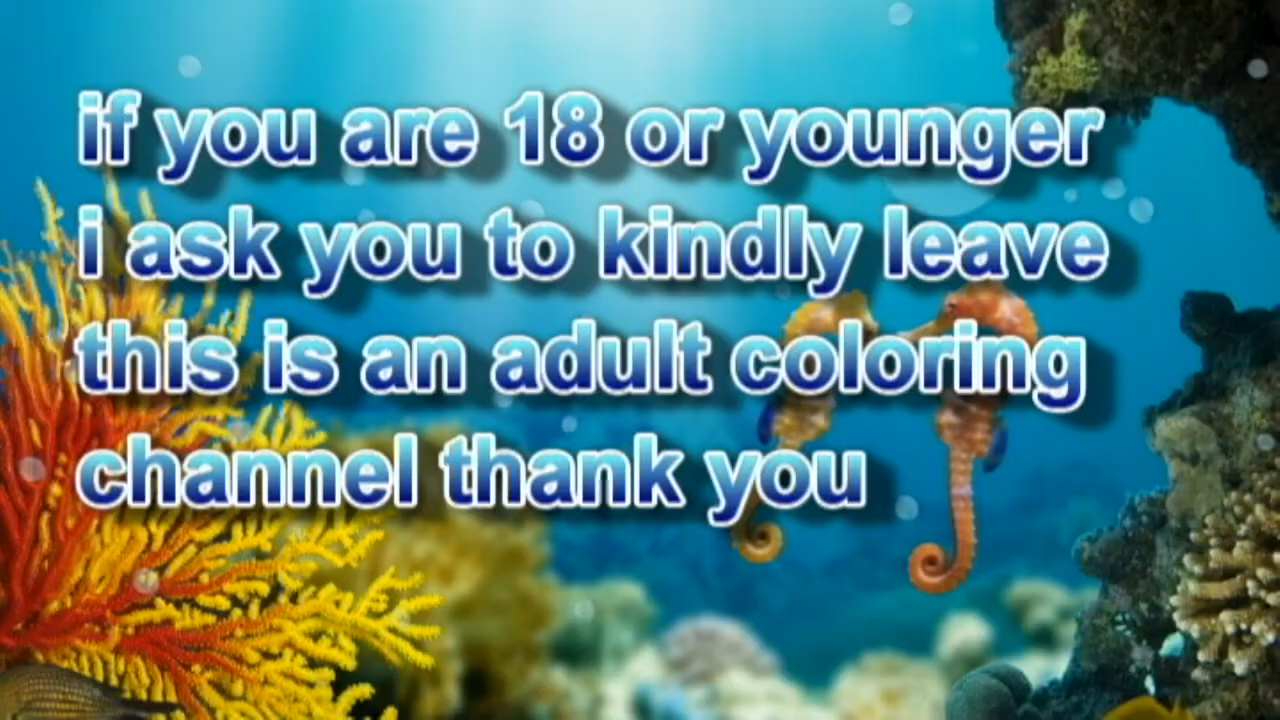 if you are 18 or younger
i ask you to kindly leave
this is an adult coloring
channel thank you